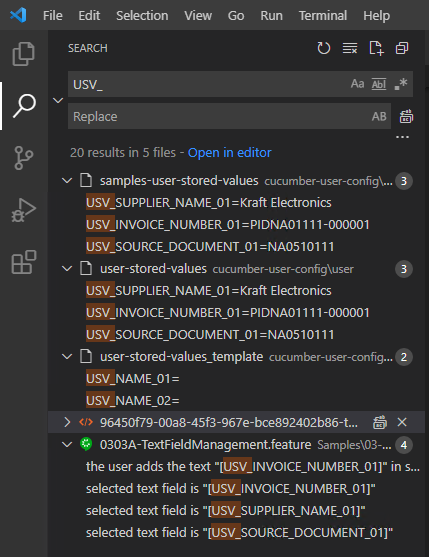 File Edit Selection View Go Run Terminal Help
SEARCH
USV_
Aa Abl .*
Replace
AB
...
20 results in 5 files - Open in editor
samples-user-stored-values cucumber-user-config\... 3
USV_SUPPLIER_NAME_01=Kraft Electronics
USV_INVOICE_NUMBER_01=PIDNA01111-000001
USV_SOURCE_DOCUMENT_01=NA0510111
user-stored-values cucumber-user-config\user 3
USV_SUPPLIER_NAME_01=Kraft Electronics
USV_INVOICE_NUMBER_01=PIDNA01111-000001
USV_SOURCE_DOCUMENT_01=NA0510111
user-stored-values_template cucumber-user-config... 2
USV_NAME_01=
USV_NAME_02=
96450f79-00a8-45f3-967e-bce892402b86-t...
0303A-TextFieldManagement.feature Samples\03-... 4
the user adds the text "[USV_INVOICE_NUMBER_01]" in s...
selected text field is "[USV_INVOICE_NUMBER_01]"
selected text field is "[USV_SUPPLIER_NAME_01]"
selected text field is "[USV_SOURCE_DOCUMENT_01]"